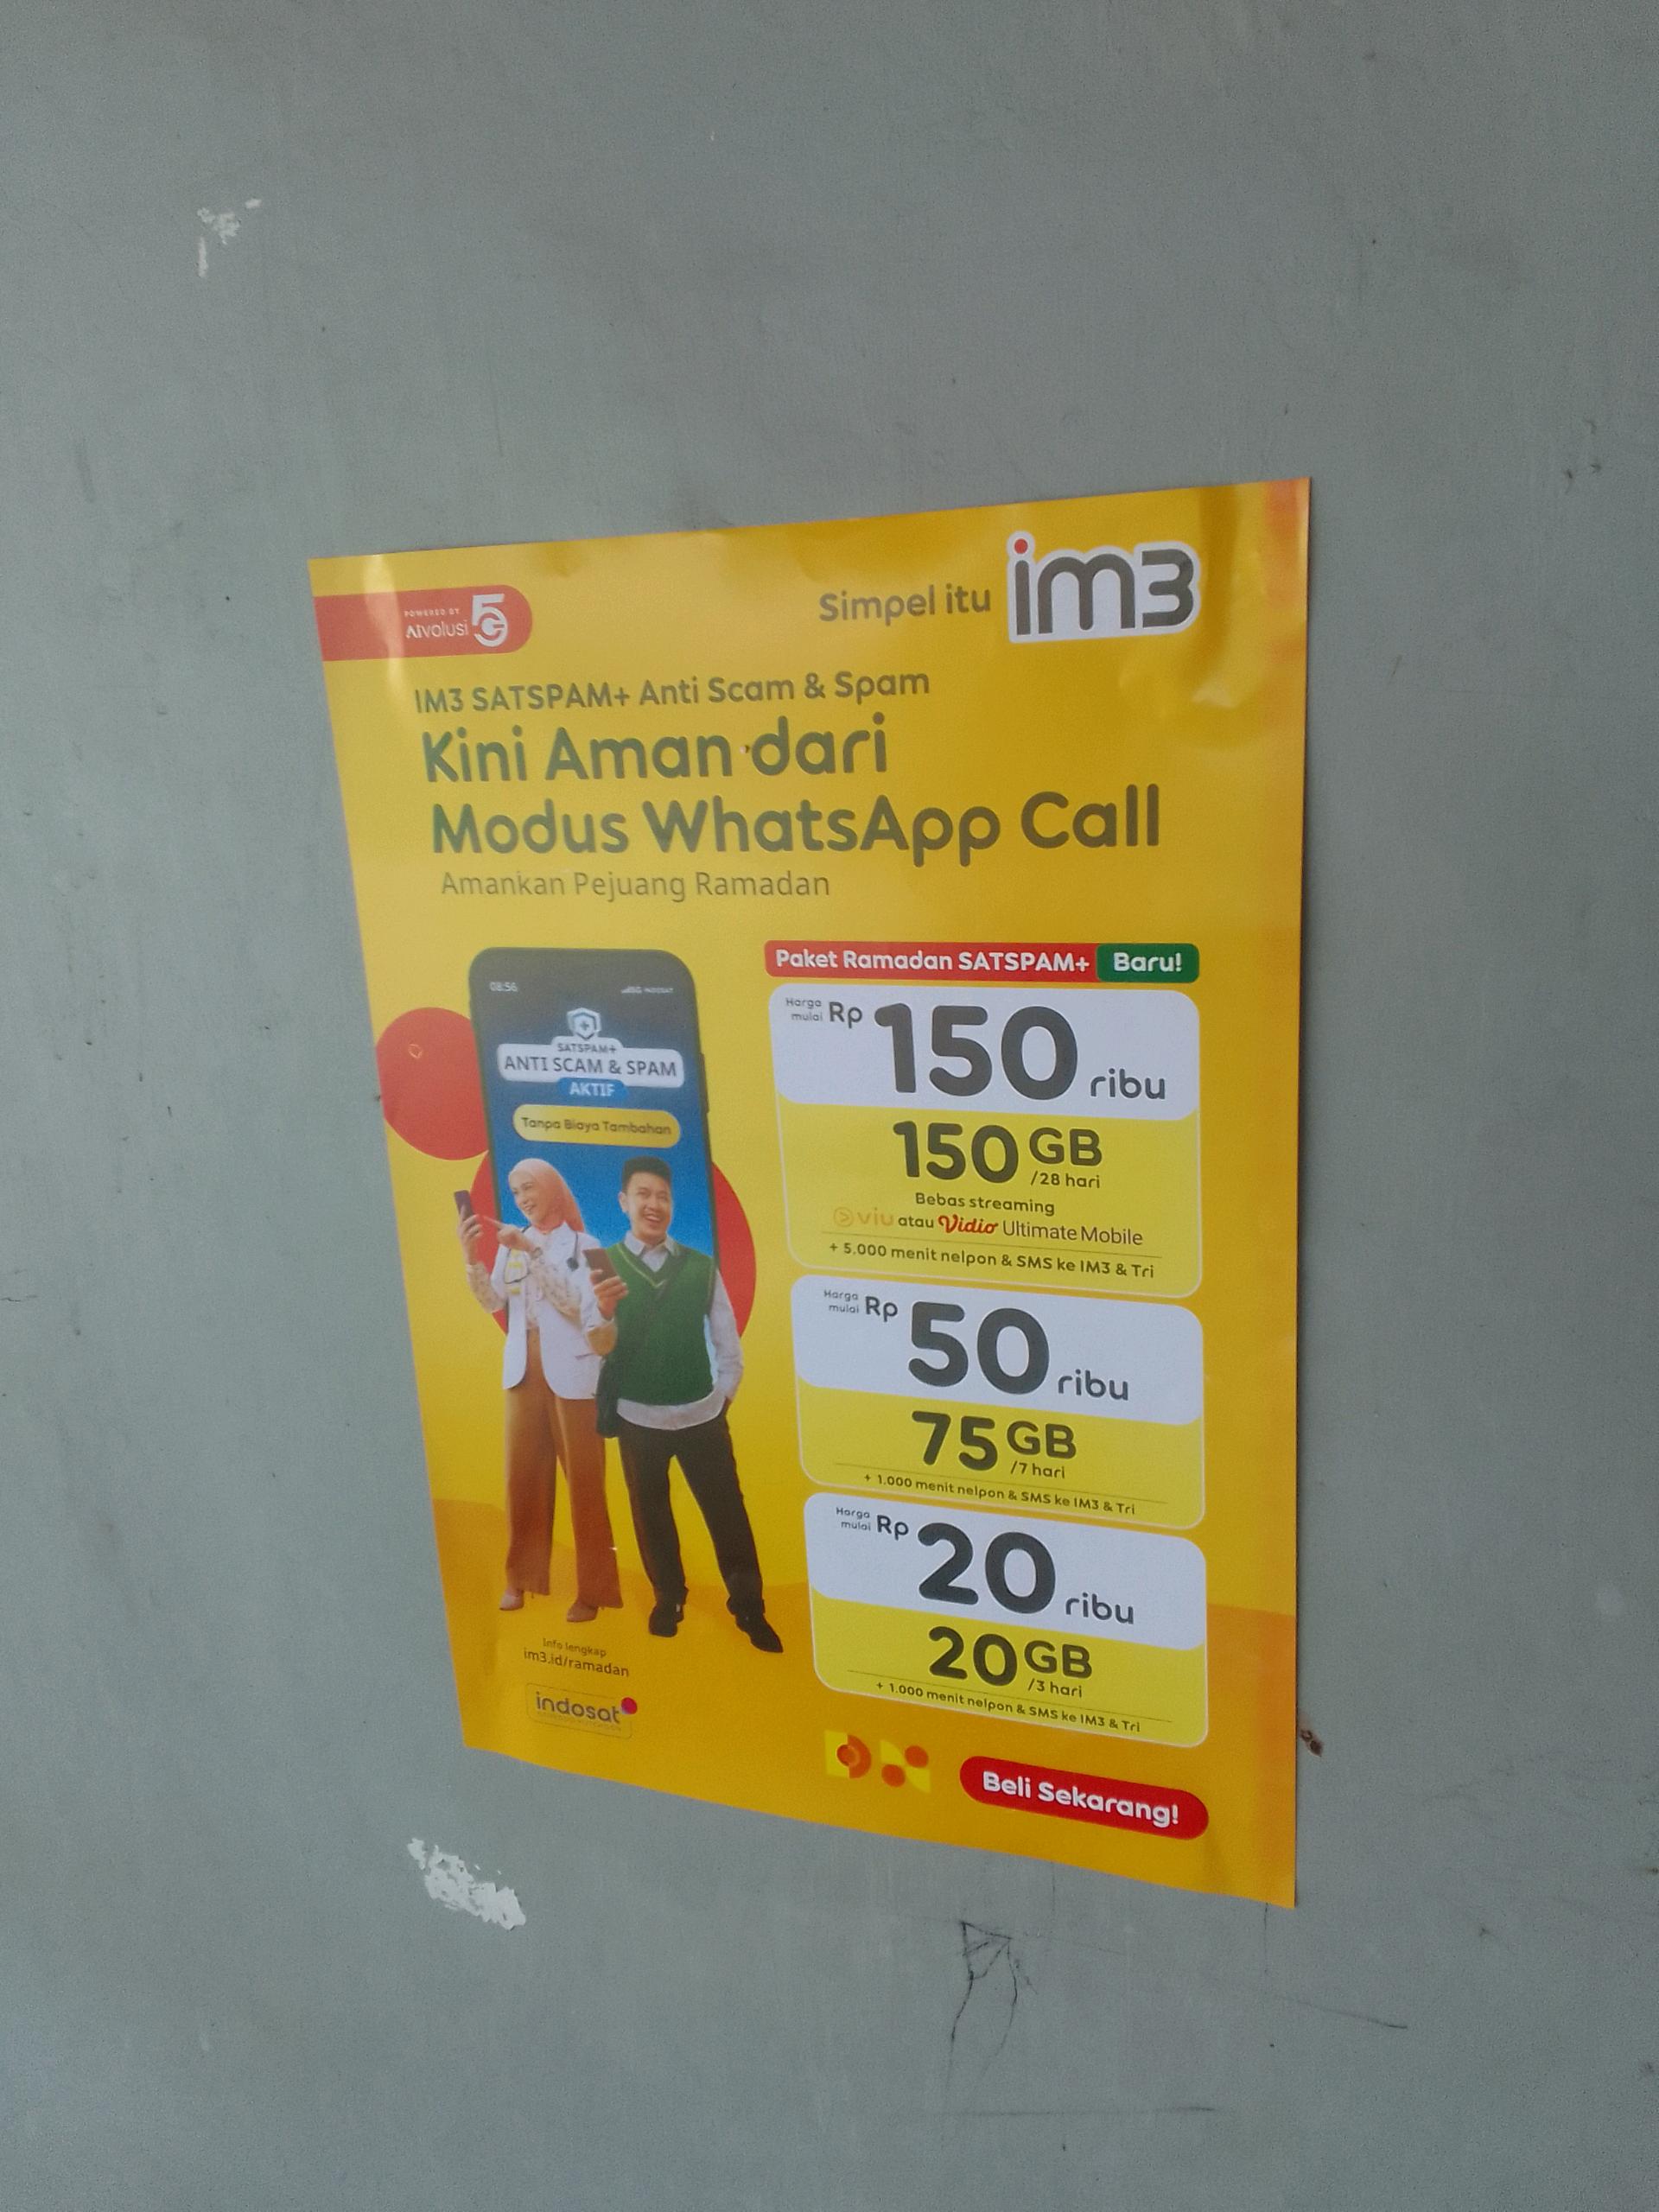 POWERED BY
AIvolusi 5G
Simpel itu im3
IM3 SATSPAM+ Anti Scam & Spam
Kini Aman dari
Modus WhatsApp Call
Amankan Pejuang Ramadan
08:56
5G INDOSAT
SATSPAM+
ANTI SCAM & SPAM
AKTIF
Tanpa Biaya Tambahan
Paket Ramadan SATSPAM+ Baru!
Harga mulai Rp 150 ribu
150 GB /28 hari
Bebas streaming
viu atau Vidio Ultimate Mobile
+ 5.000 menit nelpon & SMS ke IM3 & Tri
Harga mulai Rp 50 ribu
75 GB /7 hari
+ 1.000 menit nelpon & SMS ke IM3 & Tri
Harga mulai Rp 20 ribu
20 GB /3 hari
+ 1.000 menit nelpon & SMS ke IM3 & Tri
Info lengkap
im3.id/ramadan
indosat
Beli Sekarang!